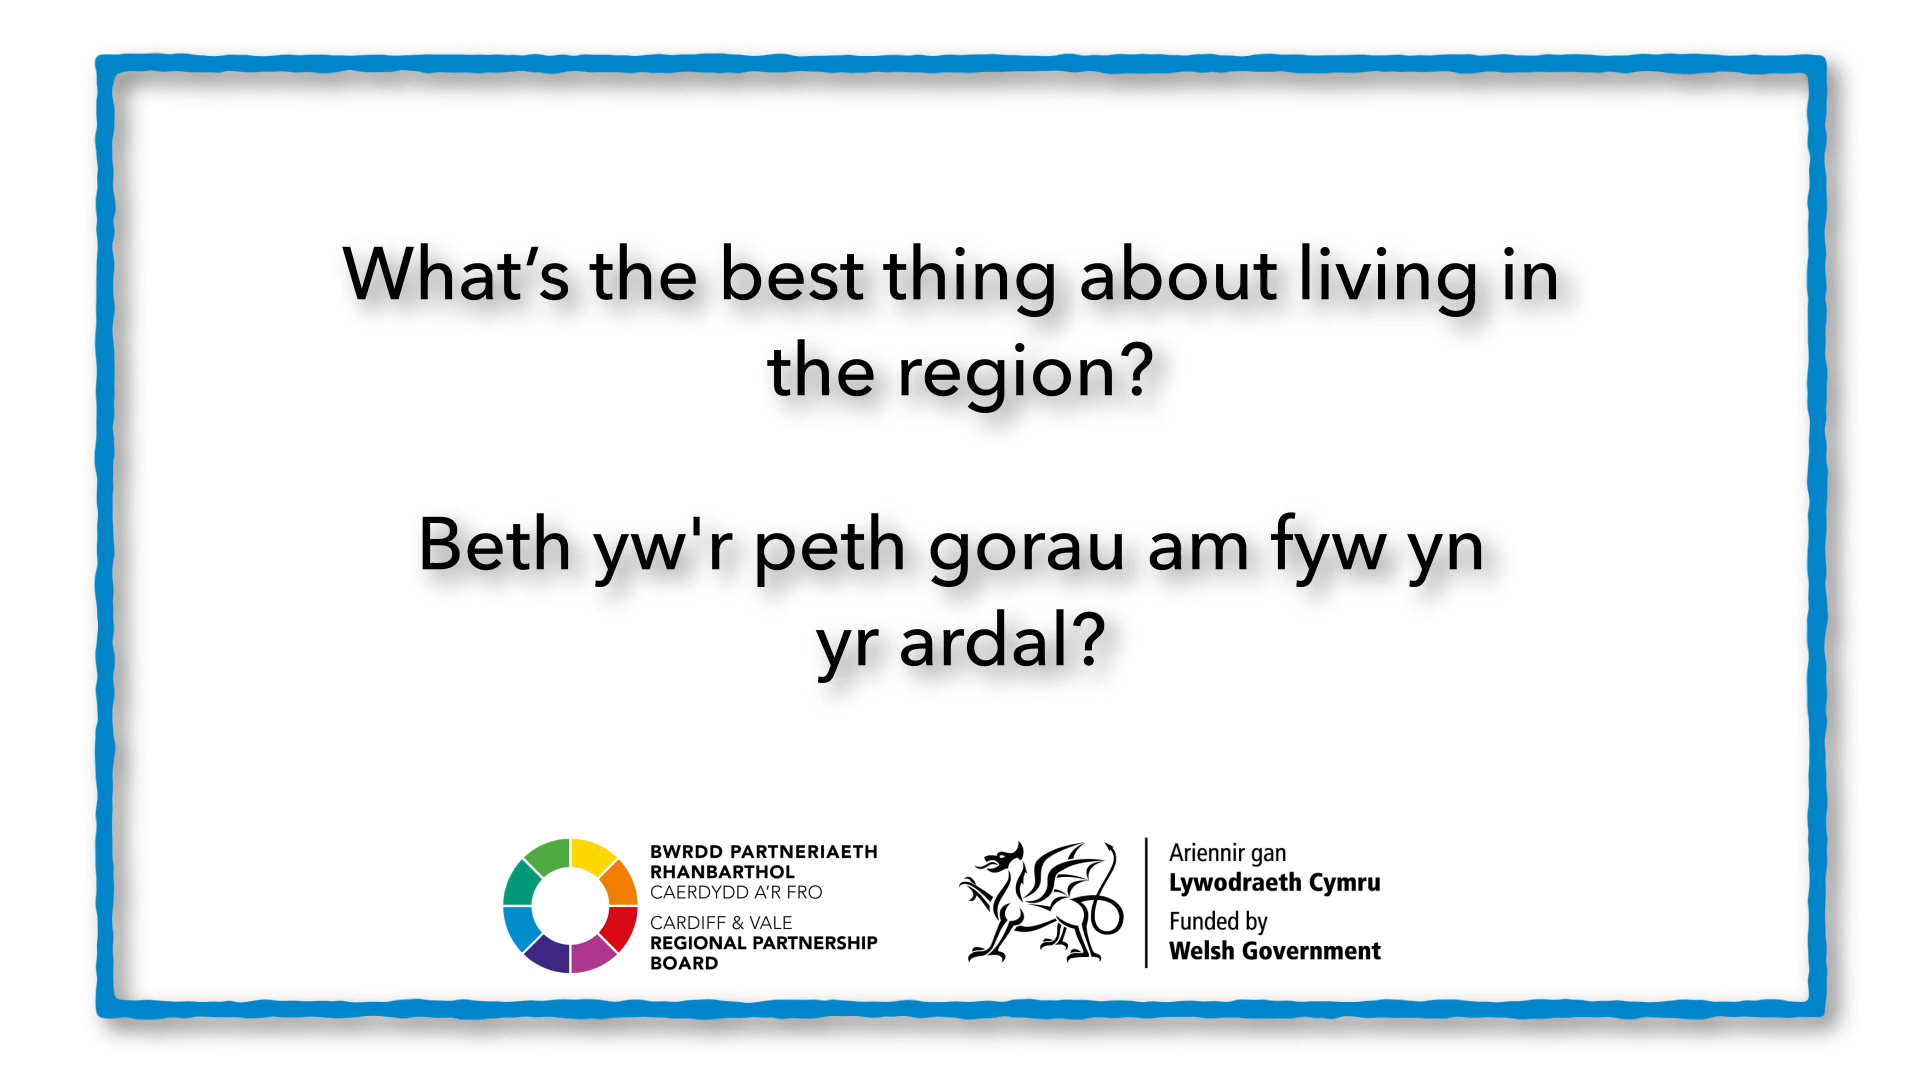 What’s the best thing about living in
the region?
Beth yw'r peth gorau am fyw yn
yr ardal?
BWRDD PARTNERIAETH
RHANBARTHOL
CAERDYDD A’R FRO
CARDIFF & VALE
REGIONAL PARTNERSHIP
BOARD
Ariennir gan
Lywodraeth Cymru
Funded by
Welsh Government